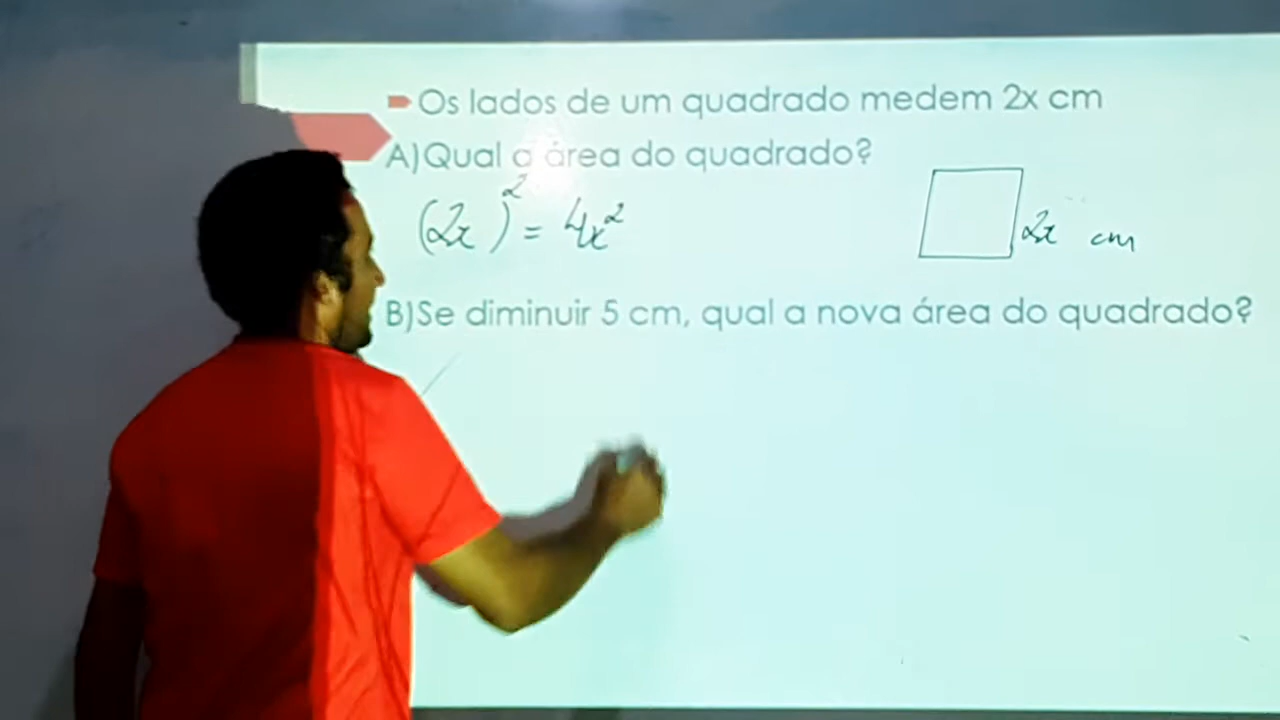 Os lados de um quadrado medem 2x cm
A)Qual a área do quadrado?
(2x)² = 4x²
2x cm
B)Se diminuir 5 cm, qual a nova área do quadrado?